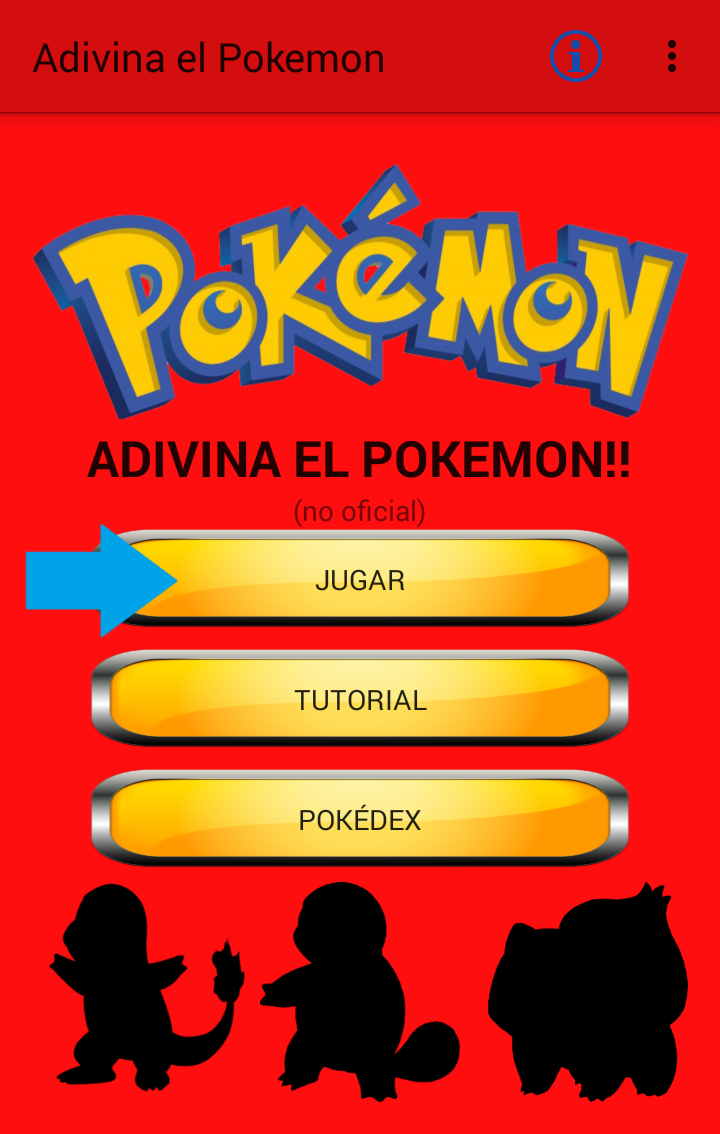 Adivina el Pokemon
POKéMON
ADIVINA EL POKEMON!!
(no oficial)
JUGAR
TUTORIAL
POKÉDEX